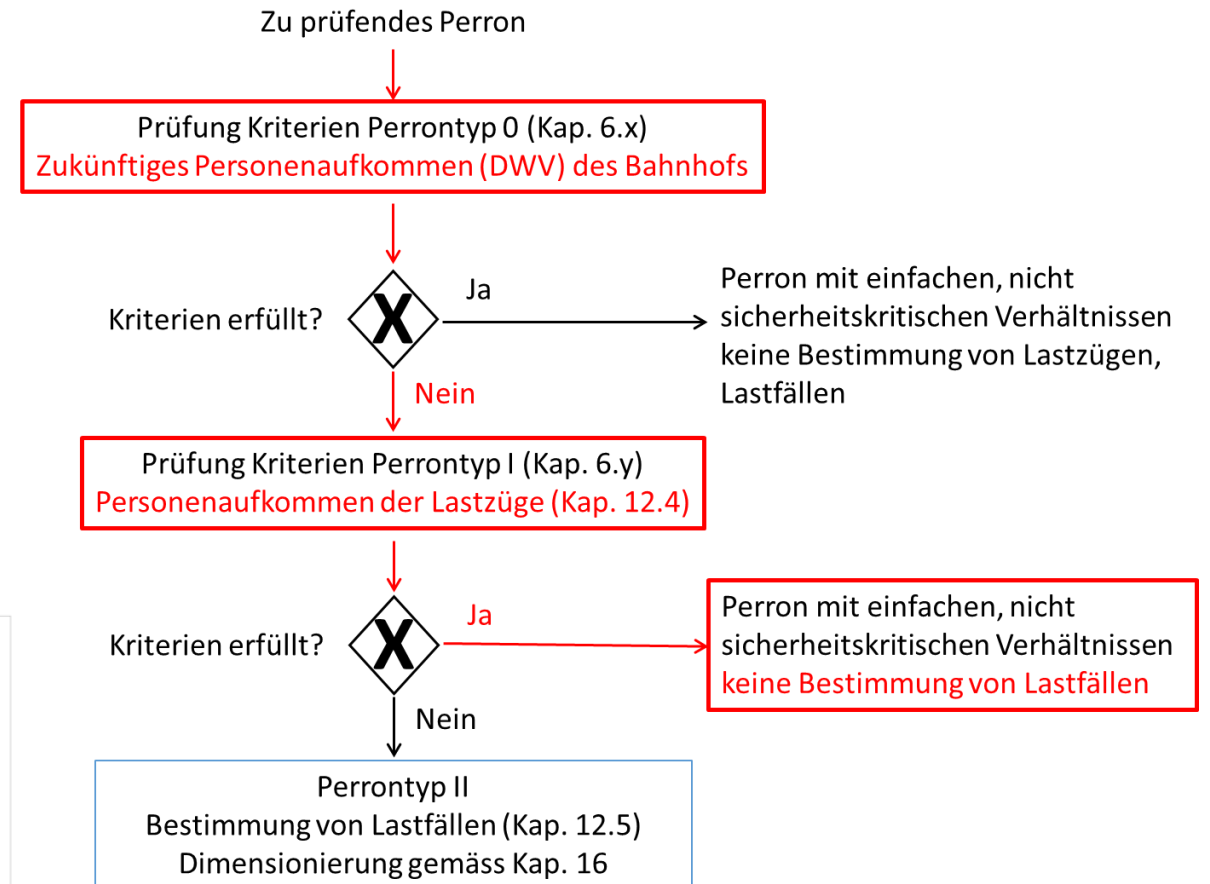 Zu prüfendes Perron
Prüfung Kriterien Perrontyp 0 (Kap. 6.x)
Zukünftiges Personenaufkommen (DWV) des Bahnhofs
Kriterien erfüllt?
X
Ja
Perron mit einfachen, nicht
sicherheitskritischen Verhältnissen
keine Bestimmung von Lastzügen,
Lastfällen
Nein
Prüfung Kriterien Perrontyp I (Kap. 6.y)
Personenaufkommen der Lastzüge (Kap. 12.4)
Kriterien erfüllt?
X
Ja
Perron mit einfachen, nicht
sicherheitskritischen Verhältnissen
keine Bestimmung von Lastfällen
Nein
Perrontyp II
Bestimmung von Lastfällen (Kap. 12.5)
Dimensionierung gemäss Kap. 16